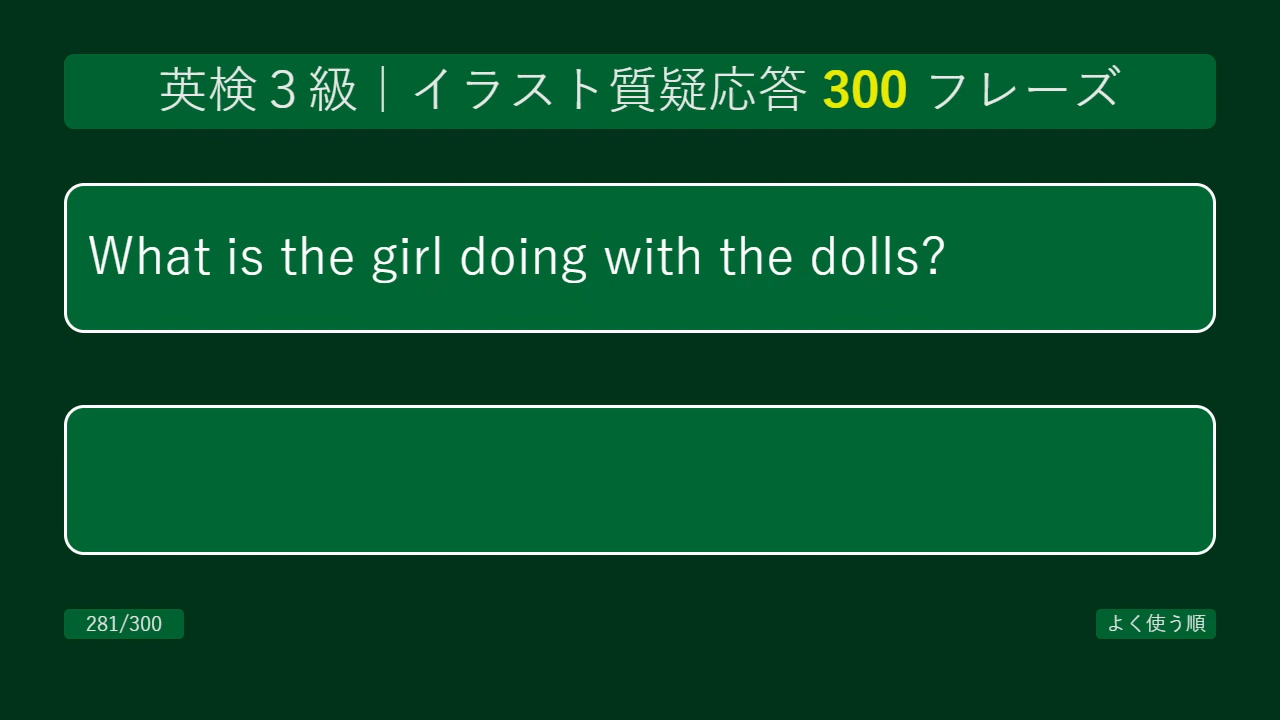 英検３級｜イラスト質疑応答 300 フレーズ
What is the girl doing with the dolls?
281/300
よく使う順